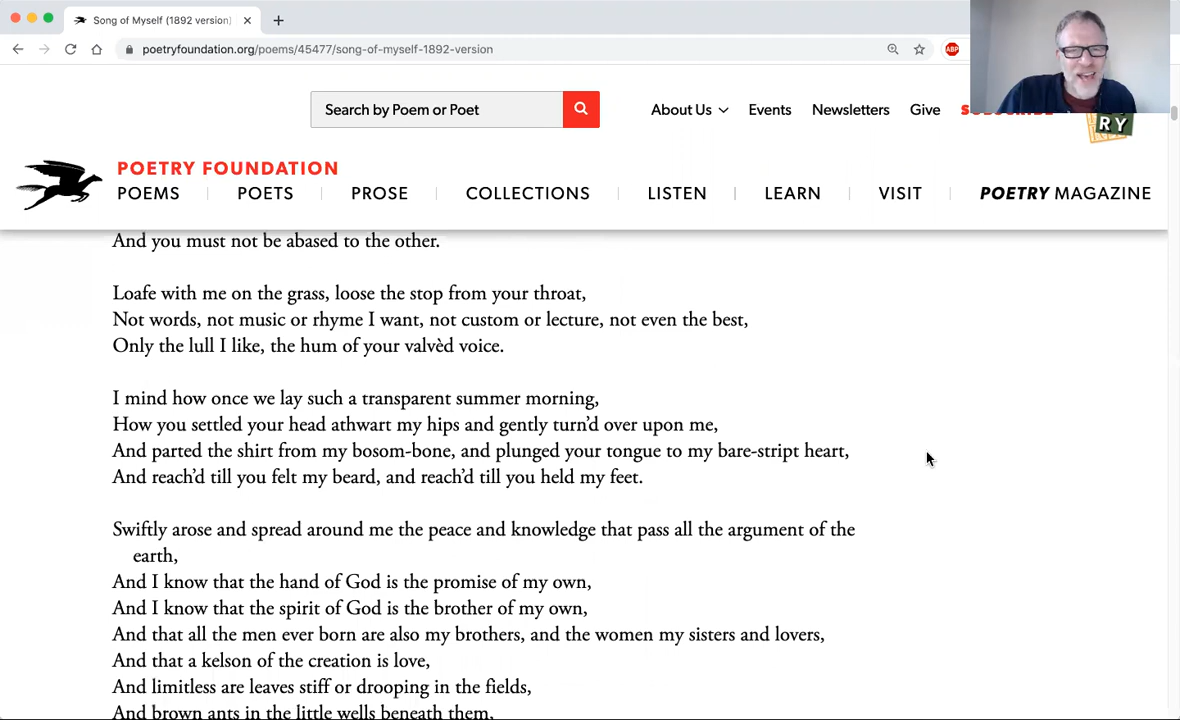 Song of Myself (1892 version)
poetryfoundation.org/poems/45477/song-of-myself-1892-version
ABP
Search by Poem or Poet
About Us
Events
Newsletters
Give
RY
POETRY FOUNDATION
POEMS
POETS
PROSE
COLLECTIONS
LISTEN
LEARN
VISIT
POETRY MAGAZINE
And you must not be abased to the other.
Loafe with me on the grass, loose the stop from your throat,
Not words, not music or rhyme I want, not custom or lecture, not even the best,
Only the lull I like, the hum of your valvèd voice.
I mind how once we lay such a transparent summer morning,
How you settled your head athwart my hips and gently turn'd over upon me,
And parted the shirt from my bosom-bone, and plunged your tongue to my bare-stript heart,
And reach'd till you felt my beard, and reach'd till you held my feet.
Swiftly arose and spread around me the peace and knowledge that pass all the argument of the
earth,
And I know that the hand of God is the promise of my own,
And I know that the spirit of God is the brother of my own,
And that all the men ever born are also my brothers, and the women my sisters and lovers,
And that a kelson of the creation is love,
And limitless are leaves stiff or drooping in the fields,
And brown ants in the little wells beneath them,